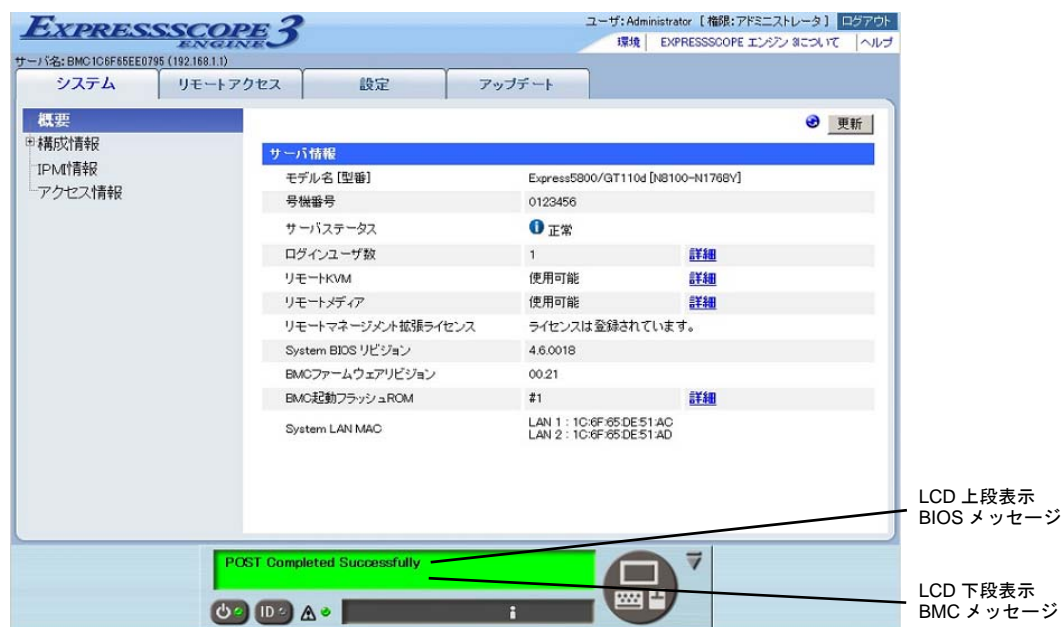 EXPRESSSCOPE ENGINE 3
ユーザ:Administrator [権限:アドミニストレータ] ログアウト
環境 EXPRESSSCOPE エンジン 3について ヘルプ
サーバ名:BMC1C6F65EE0795 (192.168.1.1)
システム リモートアクセス 設定 アップデート
概要
構成情報
IPMI情報
アクセス情報
更新
サーバ情報
モデル名 [型番] Express5800/GT110d [N8100-N1768Y]
号機番号 0123456
サーバステータス 正常
ログインユーザ数 1 詳細
リモートKVM 使用可能 詳細
リモートメディア 使用可能 詳細
リモートマネージメント拡張ライセンス ライセンスは登録されています。
System BIOS リビジョン 4.6.0018
BMCファームウェアリビジョン 00.21
BMC起動フラッシュROM #1 詳細
System LAN MAC LAN 1 : 1C:6F:65:DE:51:AC
LAN 2 : 1C:6F:65:DE:51:AD
LCD 上段表示
BIOS メッセージ
POST Completed Successfully
LCD 下段表示
BMC メッセージ
ID